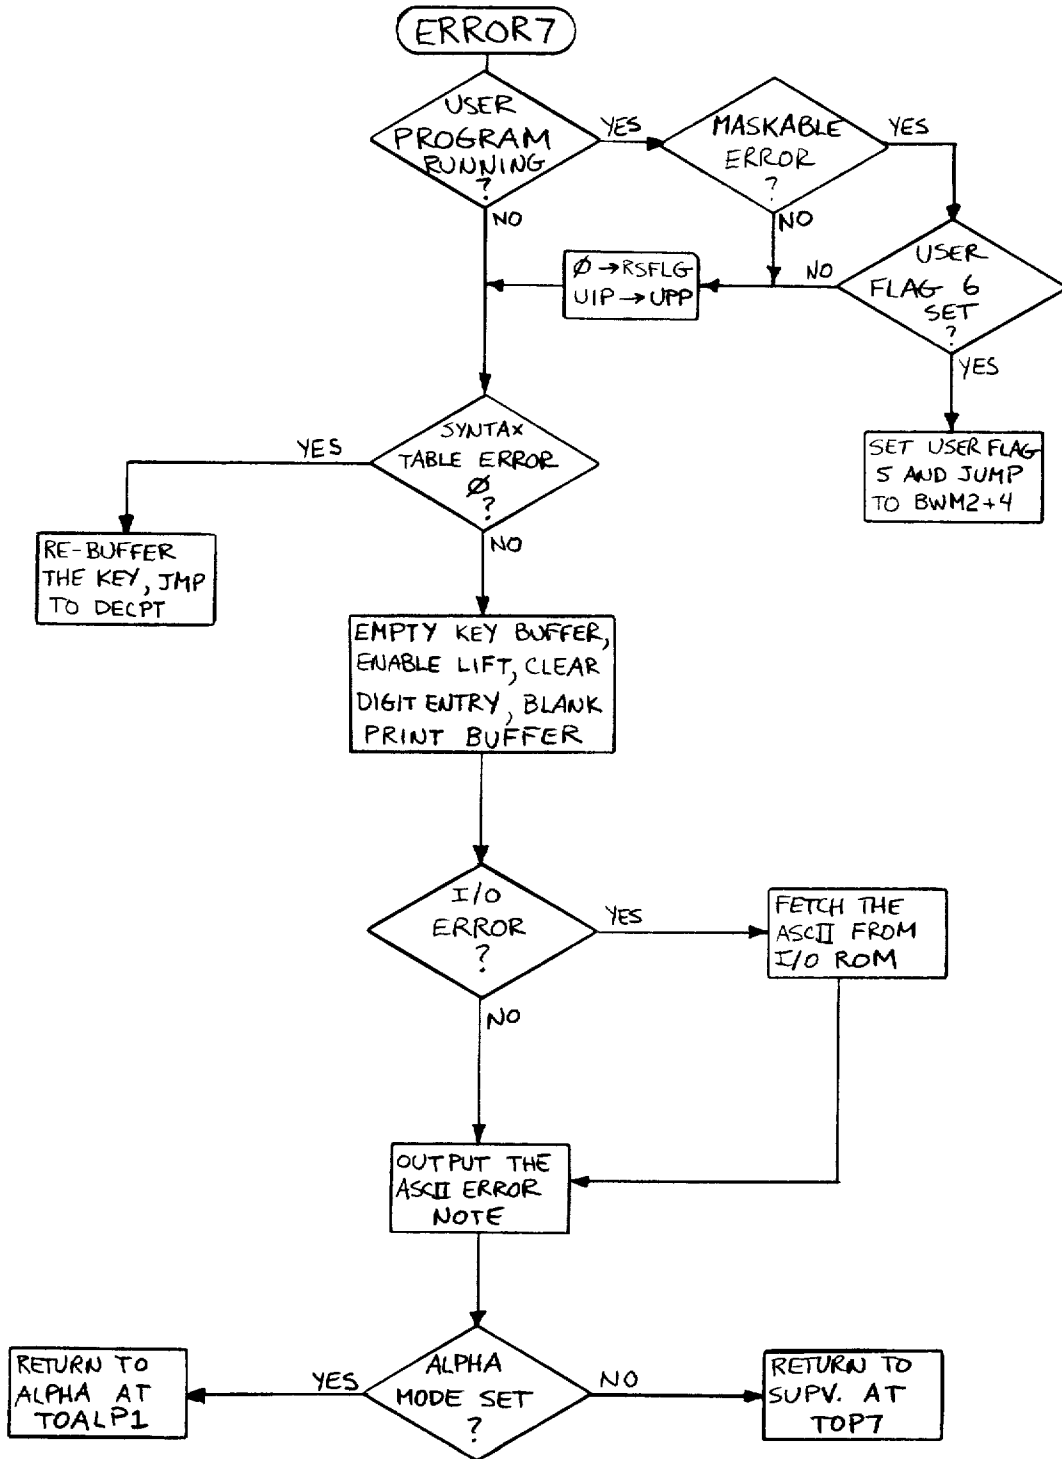 ERROR7
USER
PROGRAM
RUNNING
?
YES
MASKABLE
ERROR
?
YES
NO
NO
USER
FLAG 6
SET
?
NO
Ø→RSFLG
UIP→UPP
YES
SET USER FLAG
5 AND JUMP
TO BWM2+4
SYNTAX
TABLE ERROR
Ø
?
YES
NO
RE-BUFFER
THE KEY, JMP
TO DECPT
EMPTY KEY BUFFER,
ENABLE LIFT, CLEAR
DIGIT ENTRY, BLANK
PRINT BUFFER
I/O
ERROR
?
YES
FETCH THE
ASCII FROM
I/O ROM
NO
OUTPUT THE
ASCII ERROR
NOTE
ALPHA
MODE SET
?
YES
RETURN TO
ALPHA AT
TOALP1
NO
RETURN TO
SUPV. AT
TOP7